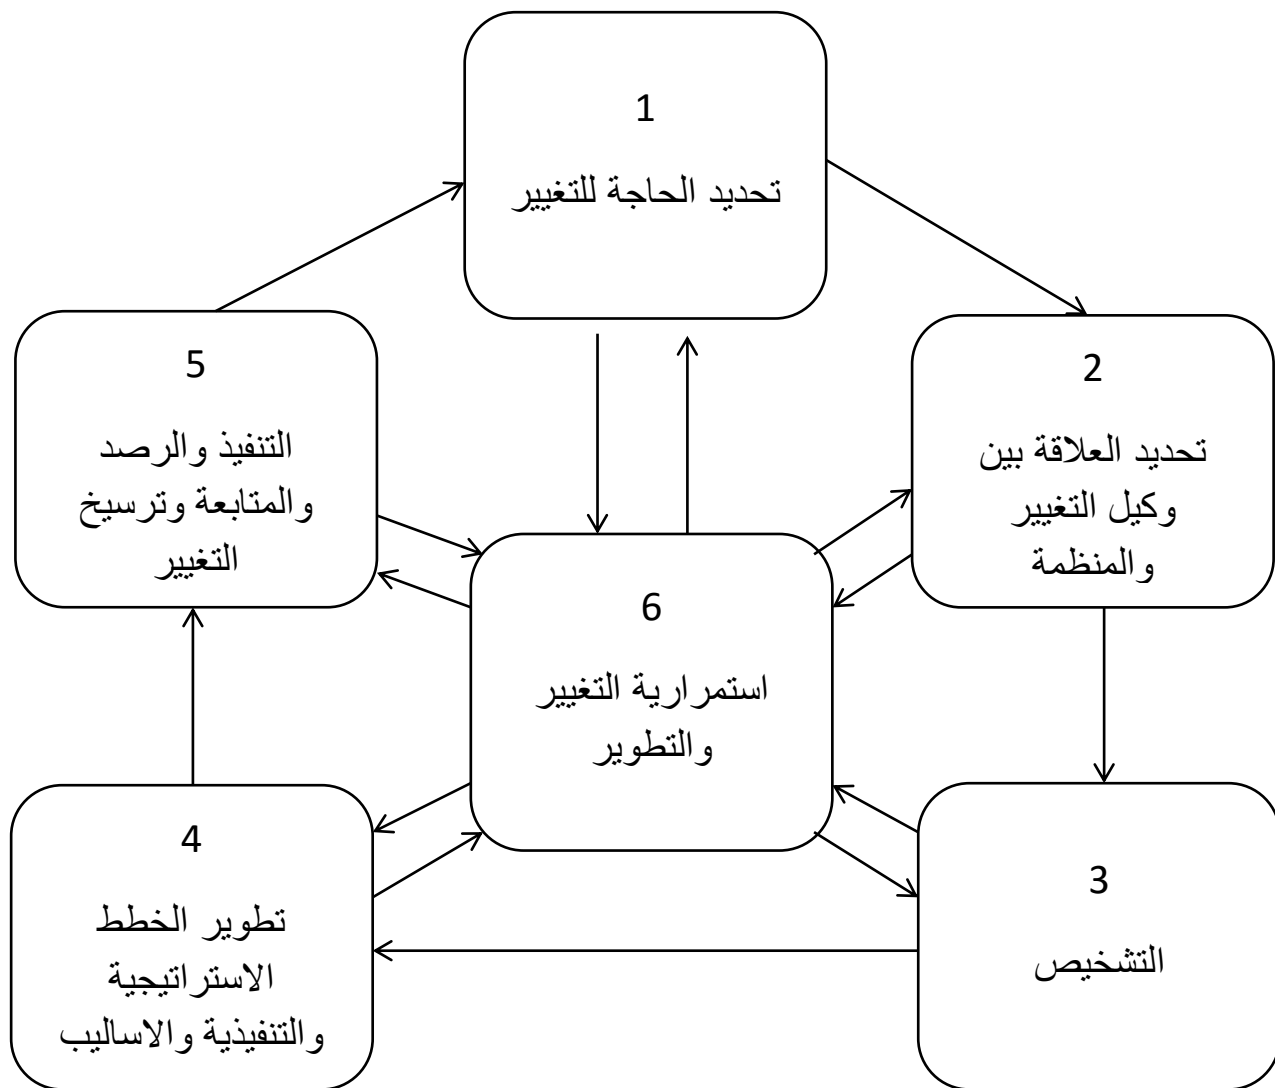 1
تحديد الحاجة للتغيير
2
تحديد العلاقة بين
وكيل التغيير
والمنظمة
3
التشخيص
4
تطوير الخطط
الاستراتيجية
والتنفيذية والاساليب
5
التنفيذ والرصد
والمتابعة وترسيخ
التغيير
6
استمرارية التغيير
والتطوير